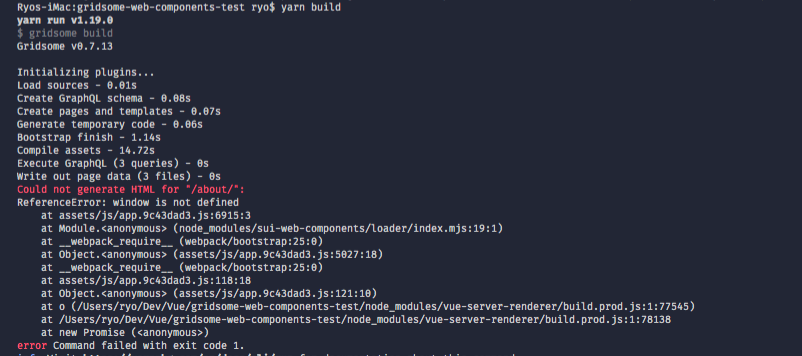 Ryos-iMac:gridsome-web-components-test ryo$ yarn build
yarn run v1.19.0
$ gridsome build
Gridsome v0.7.13
Initializing plugins...
Load sources - 0.01s
Create GraphQL schema - 0.08s
Create pages and templates - 0.07s
Generate temporary code - 0.06s
Bootstrap finish - 1.14s
Compile assets - 14.72s
Execute GraphQL (3 queries) - 0s
Write out page data (3 files) - 0s
Could not generate HTML for "/about/":
ReferenceError: window is not defined
at assets/js/app.9c43dad3.js:6915:3
at Module.<anonymous> (node_modules/sui-web-components/loader/index.mjs:19:1)
at __webpack_require__ (webpack/bootstrap:25:0)
at Object.<anonymous> (assets/js/app.9c43dad3.js:5027:18)
at __webpack_require__ (webpack/bootstrap:25:0)
at assets/js/app.9c43dad3.js:118:18
at Object.<anonymous> (assets/js/app.9c43dad3.js:121:10)
at o (/Users/ryo/Dev/Vue/gridsome-web-components-test/node_modules/vue-server-renderer/build.prod.js:1:77545)
at /Users/ryo/Dev/Vue/gridsome-web-components-test/node_modules/vue-server-renderer/build.prod.js:1:78138
at new Promise (<anonymous>)
error Command failed with exit code 1.